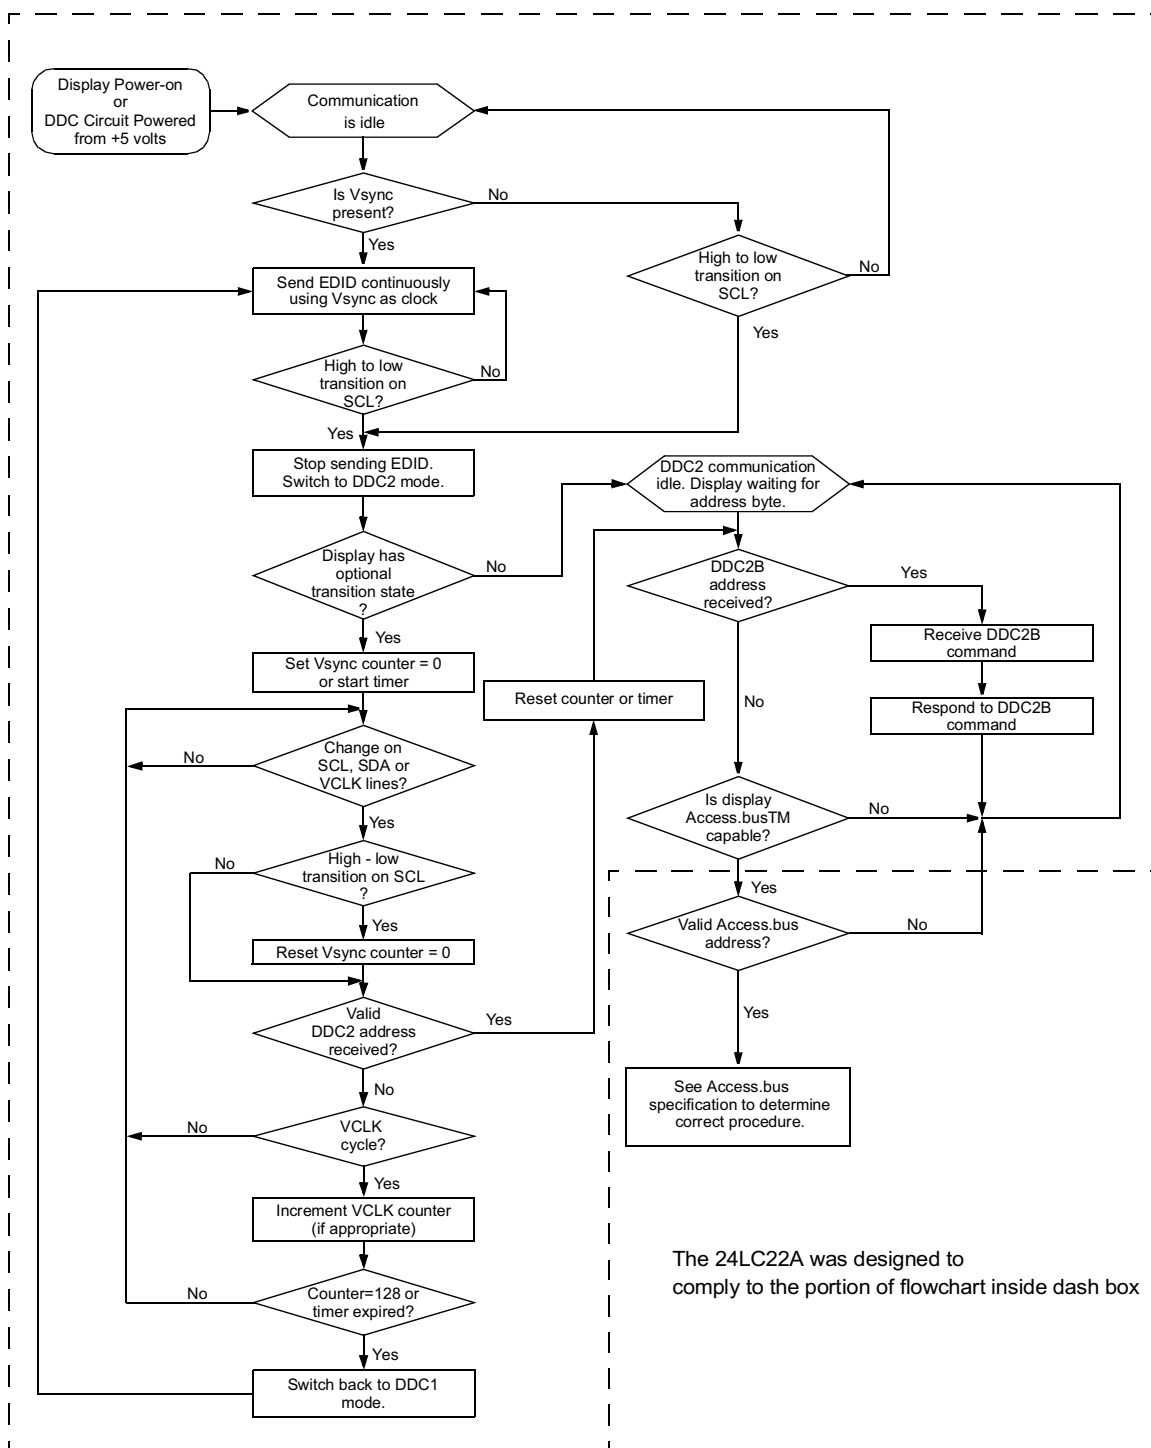 Display Power-on
or
DDC Circuit Powered
from +5 volts
Communication
is idle
Is Vsync
present?
No
Yes
High to low
transition on
SCL?
No
Yes
Send EDID continuously
using Vsync as clock
High to low
transition on
SCL?
No
Yes
Stop sending EDID.
Switch to DDC2 mode.
Display has
optional
transition state
?
No
Yes
Set Vsync counter = 0
or start timer
Change on
SCL, SDA or
VCLK lines?
No
Yes
High - low
transition on SCL
?
No
Yes
Reset Vsync counter = 0
Valid
DDC2 address
received?
Yes
No
VCLK
cycle?
No
Yes
Increment VCLK counter
(if appropriate)
Counter=128 or
timer expired?
No
Yes
Switch back to DDC1
mode.
Reset counter or timer
DDC2 communication
idle. Display waiting for
address byte.
DDC2B
address
received?
Yes
No
Receive DDC2B
command
Respond to DDC2B
command
Is display
Access.busTM
capable?
No
Yes
Valid Access.bus
address?
No
Yes
See Access.bus
specification to determine
correct procedure.
The 24LC22A was designed to
comply to the portion of flowchart inside dash box